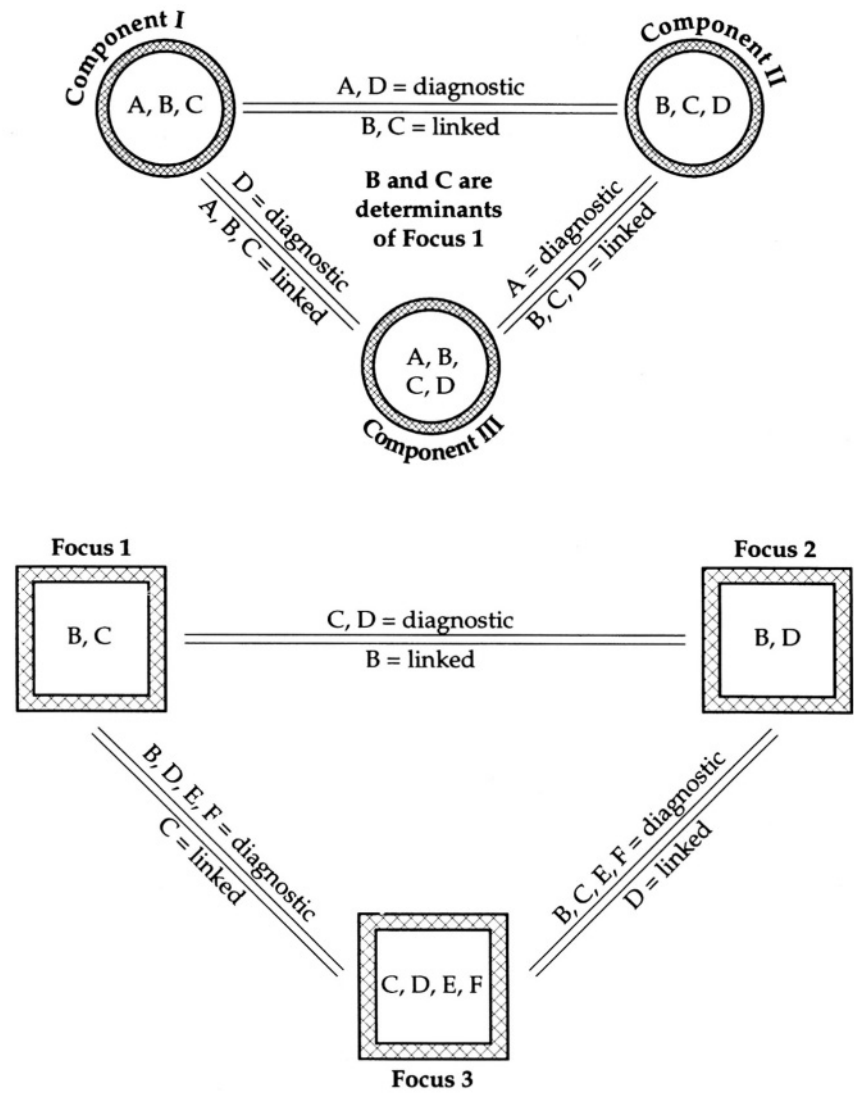 Component I
Component II
A, B, C
A, D = diagnostic
B, C = linked
B, C, D
B and C are
determinants
of Focus 1
D = diagnostic
A, B, C = linked
A = diagnostic
B, C, D = linked
A, B,
C, D
Component III
Focus 1
Focus 2
B, C
C, D = diagnostic
B = linked
B, D
B, D, E, F = diagnostic
C = linked
B, C, E, F = diagnostic
D = linked
C, D, E, F
Focus 3